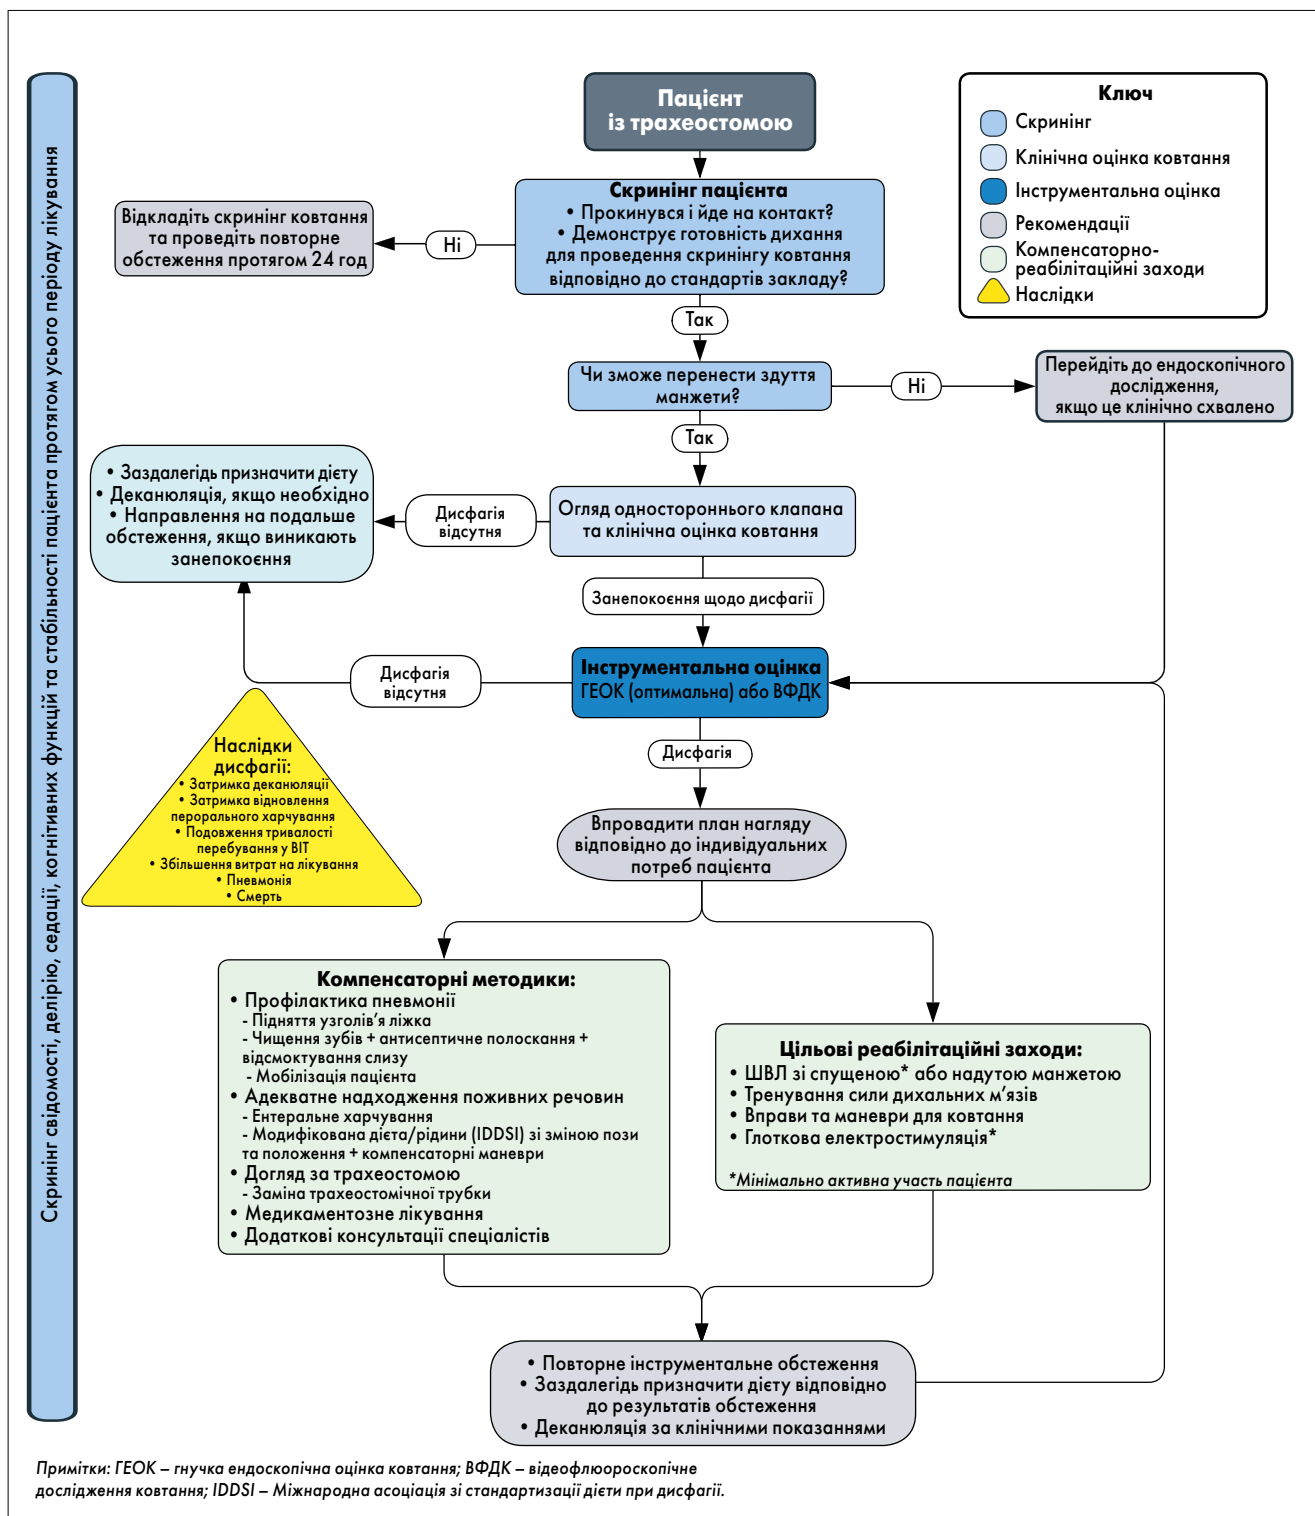 Скринінг свідомості, делірію, седації, когнітивних функцій та стабільності пацієнта протягом усього періоду лікування
Пацієнт
із трахеостомою
Ключ
Скринінг
Клінічна оцінка ковтання
Інструментальна оцінка
Рекомендації
Компенсаторно-
реабілітаційні заходи
Наслідки
Скринінг пацієнта
• Прокинувся і йде на контакт?
• Демонструє готовність дихання
для проведення скринінгу ковтання
відповідно до стандартів закладу?
Ні
Відкладіть скринінг ковтання
та проведіть повторне
обстеження протягом 24 год
Так
Чи зможе перенести здуття
манжети?
Ні
Перейдіть до ендоскопічного
дослідження,
якщо це клінічно схвалено
Так
Огляд одностороннього клапана
та клінічна оцінка ковтання
Дисфагія
відсутня
• Заздалегідь призначити дієту
• Деканюляція, якщо необхідно
• Направлення на подальше
обстеження, якщо виникають
занепокоєння
Занепокоєння щодо дисфагії
Інструментальна оцінка
ГЕОК (оптимальна) або ВФДК
Дисфагія
відсутня
Наслідки
дисфагії:
• Затримка деканюляції
• Затримка відновлення
перорального харчування
• Подовження тривалості
перебування у ВІТ
• Збільшення витрат на лікування
• Пневмонія
• Смерть
Дисфагія
Впровадити план нагляду
відповідно до індивідуальних
потреб пацієнта
Компенсаторні методики:
• Профілактика пневмонії
- Підняття узголів’я ліжка
- Чищення зубів + антисептичне полоскання +
відсмоктування слизу
- Мобілізація пацієнта
• Адекватне надходження поживних речовин
- Ентеральне харчування
- Модифікована дієта/рідини (IDDSI) зі зміною пози
та положення + компенсаторні маневри
• Догляд за трахеостомою
- Заміна трахеостомічної трубки
• Медикаментозне лікування
• Додаткові консультації спеціалістів
Цільові реабілітаційні заходи:
• ШВЛ зі спущеною* або надутою манжетою
• Тренування сили дихальних м’язів
• Вправи та маневри для ковтання
• Глоткова електростимуляція*
*Мінімально активна участь пацієнта
• Повторне інструментальне обстеження
• Заздалегідь призначити дієту відповідно
до результатів обстеження
• Деканюляція за клінічними показаннями
Примітки: ГЕОК – гнучка ендоскопічна оцінка ковтання; ВФДК – відеофлюороскопічне
дослідження ковтання; IDDSI – Міжнародна асоціація зі стандартизації дієти при дисфагії.